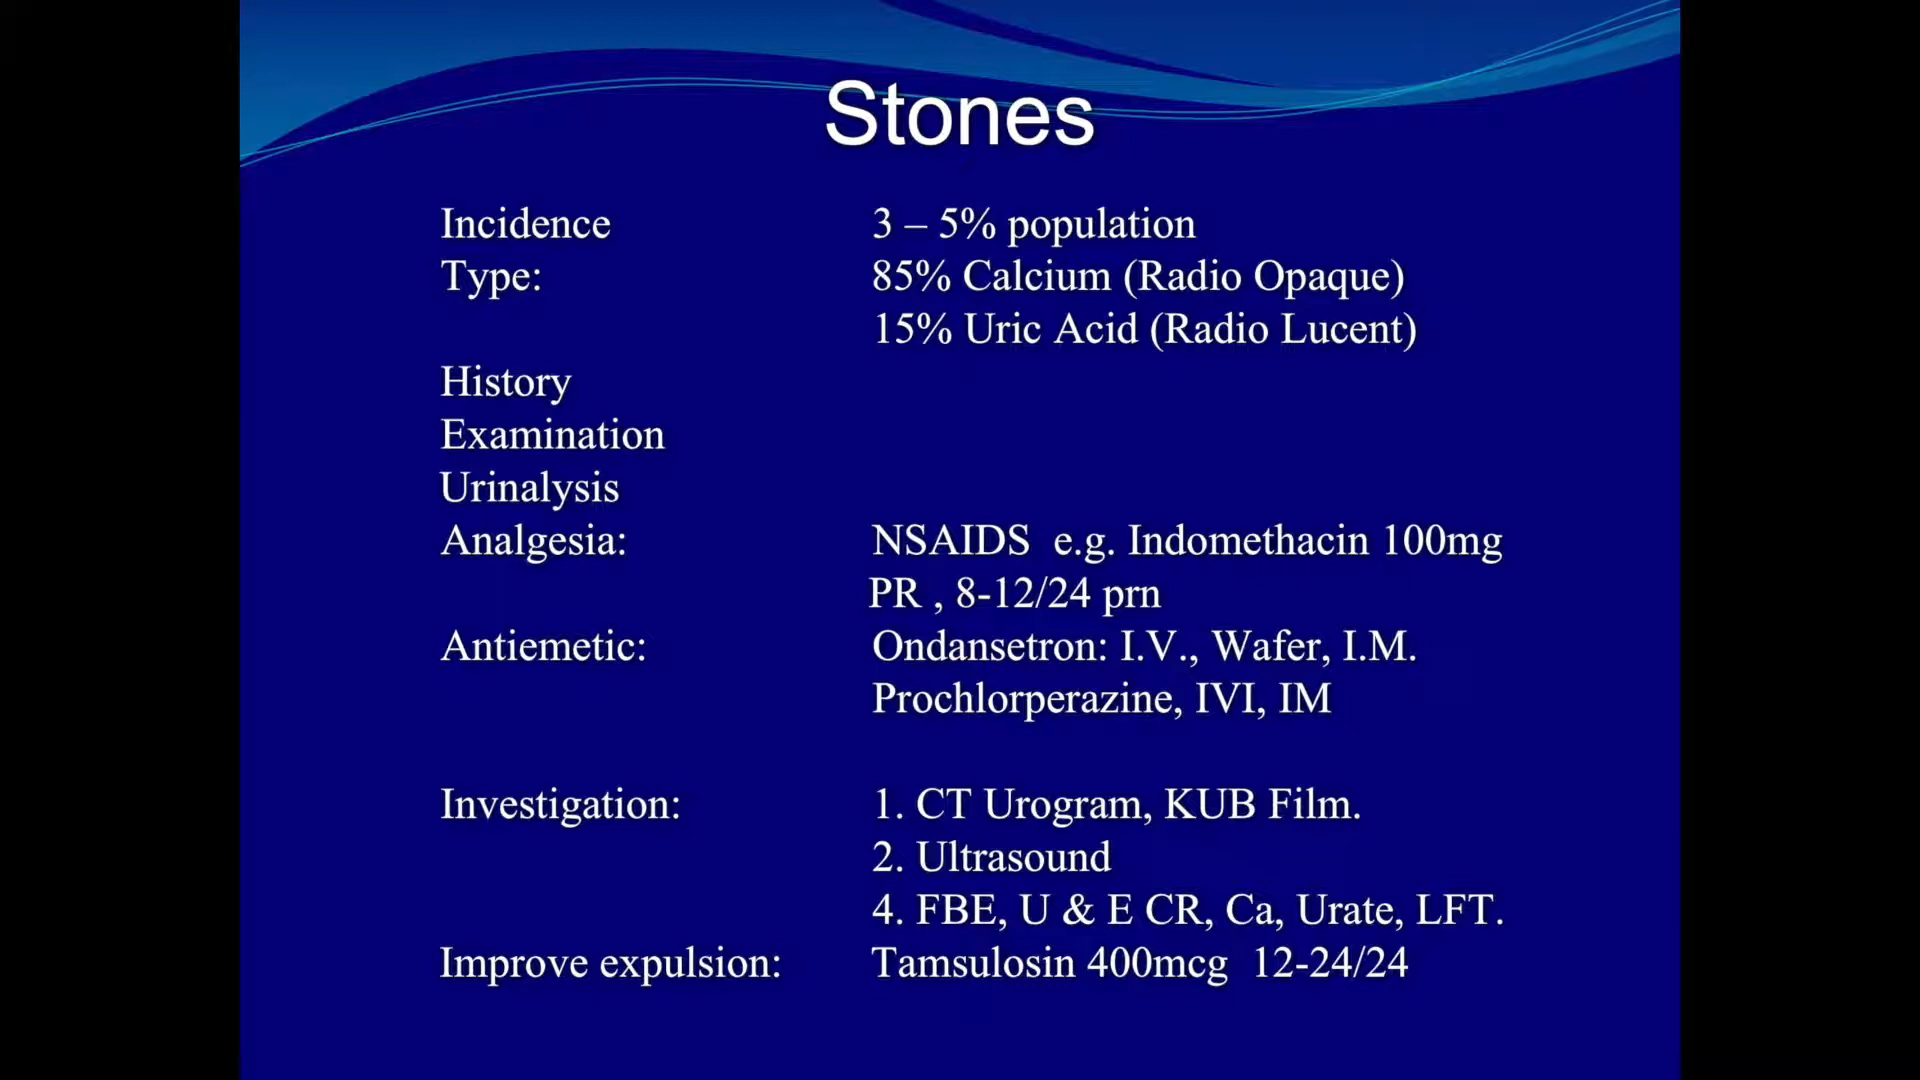 Stones
Incidence 3 – 5% population
Type: 85% Calcium (Radio Opaque)
15% Uric Acid (Radio Lucent)
History
Examination
Urinalysis
Analgesia: NSAIDS e.g. Indomethacin 100mg
PR , 8-12/24 prn
Antiemetic: Ondansetron: I.V., Wafer, I.M.
Prochlorperazine, IVI, IM
Investigation: 1. CT Urogram, KUB Film.
2. Ultrasound
4. FBE, U & E CR, Ca, Urate, LFT.
Improve expulsion: Tamsulosin 400mcg 12-24/24